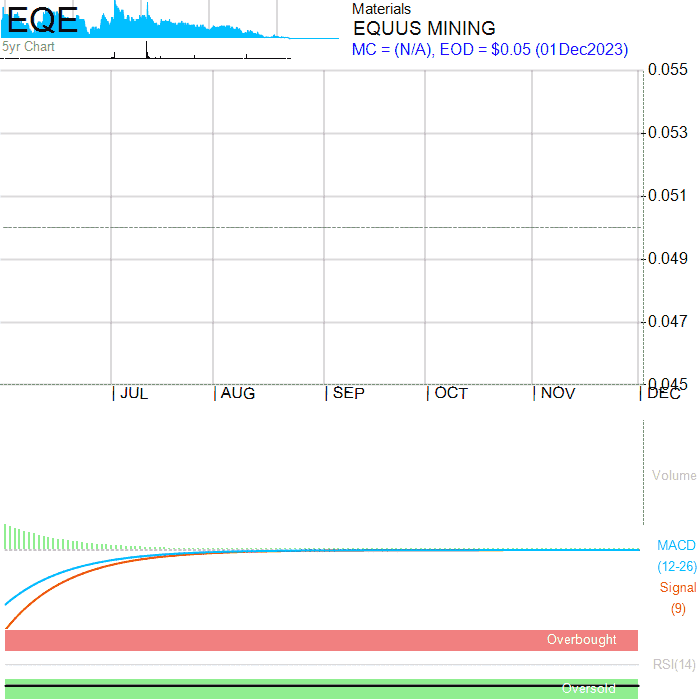 EQE
5yr Chart
Materials
EQUUS MINING
MC = (N/A), EOD = $0.05 (01Dec2023)
0.055
0.053
0.051
0.049
0.047
0.045
JUL AUG SEP OCT NOV DEC
Volume
MACD
(12-26)
Signal
(9)
Overbought
RSI(14)
Oversold